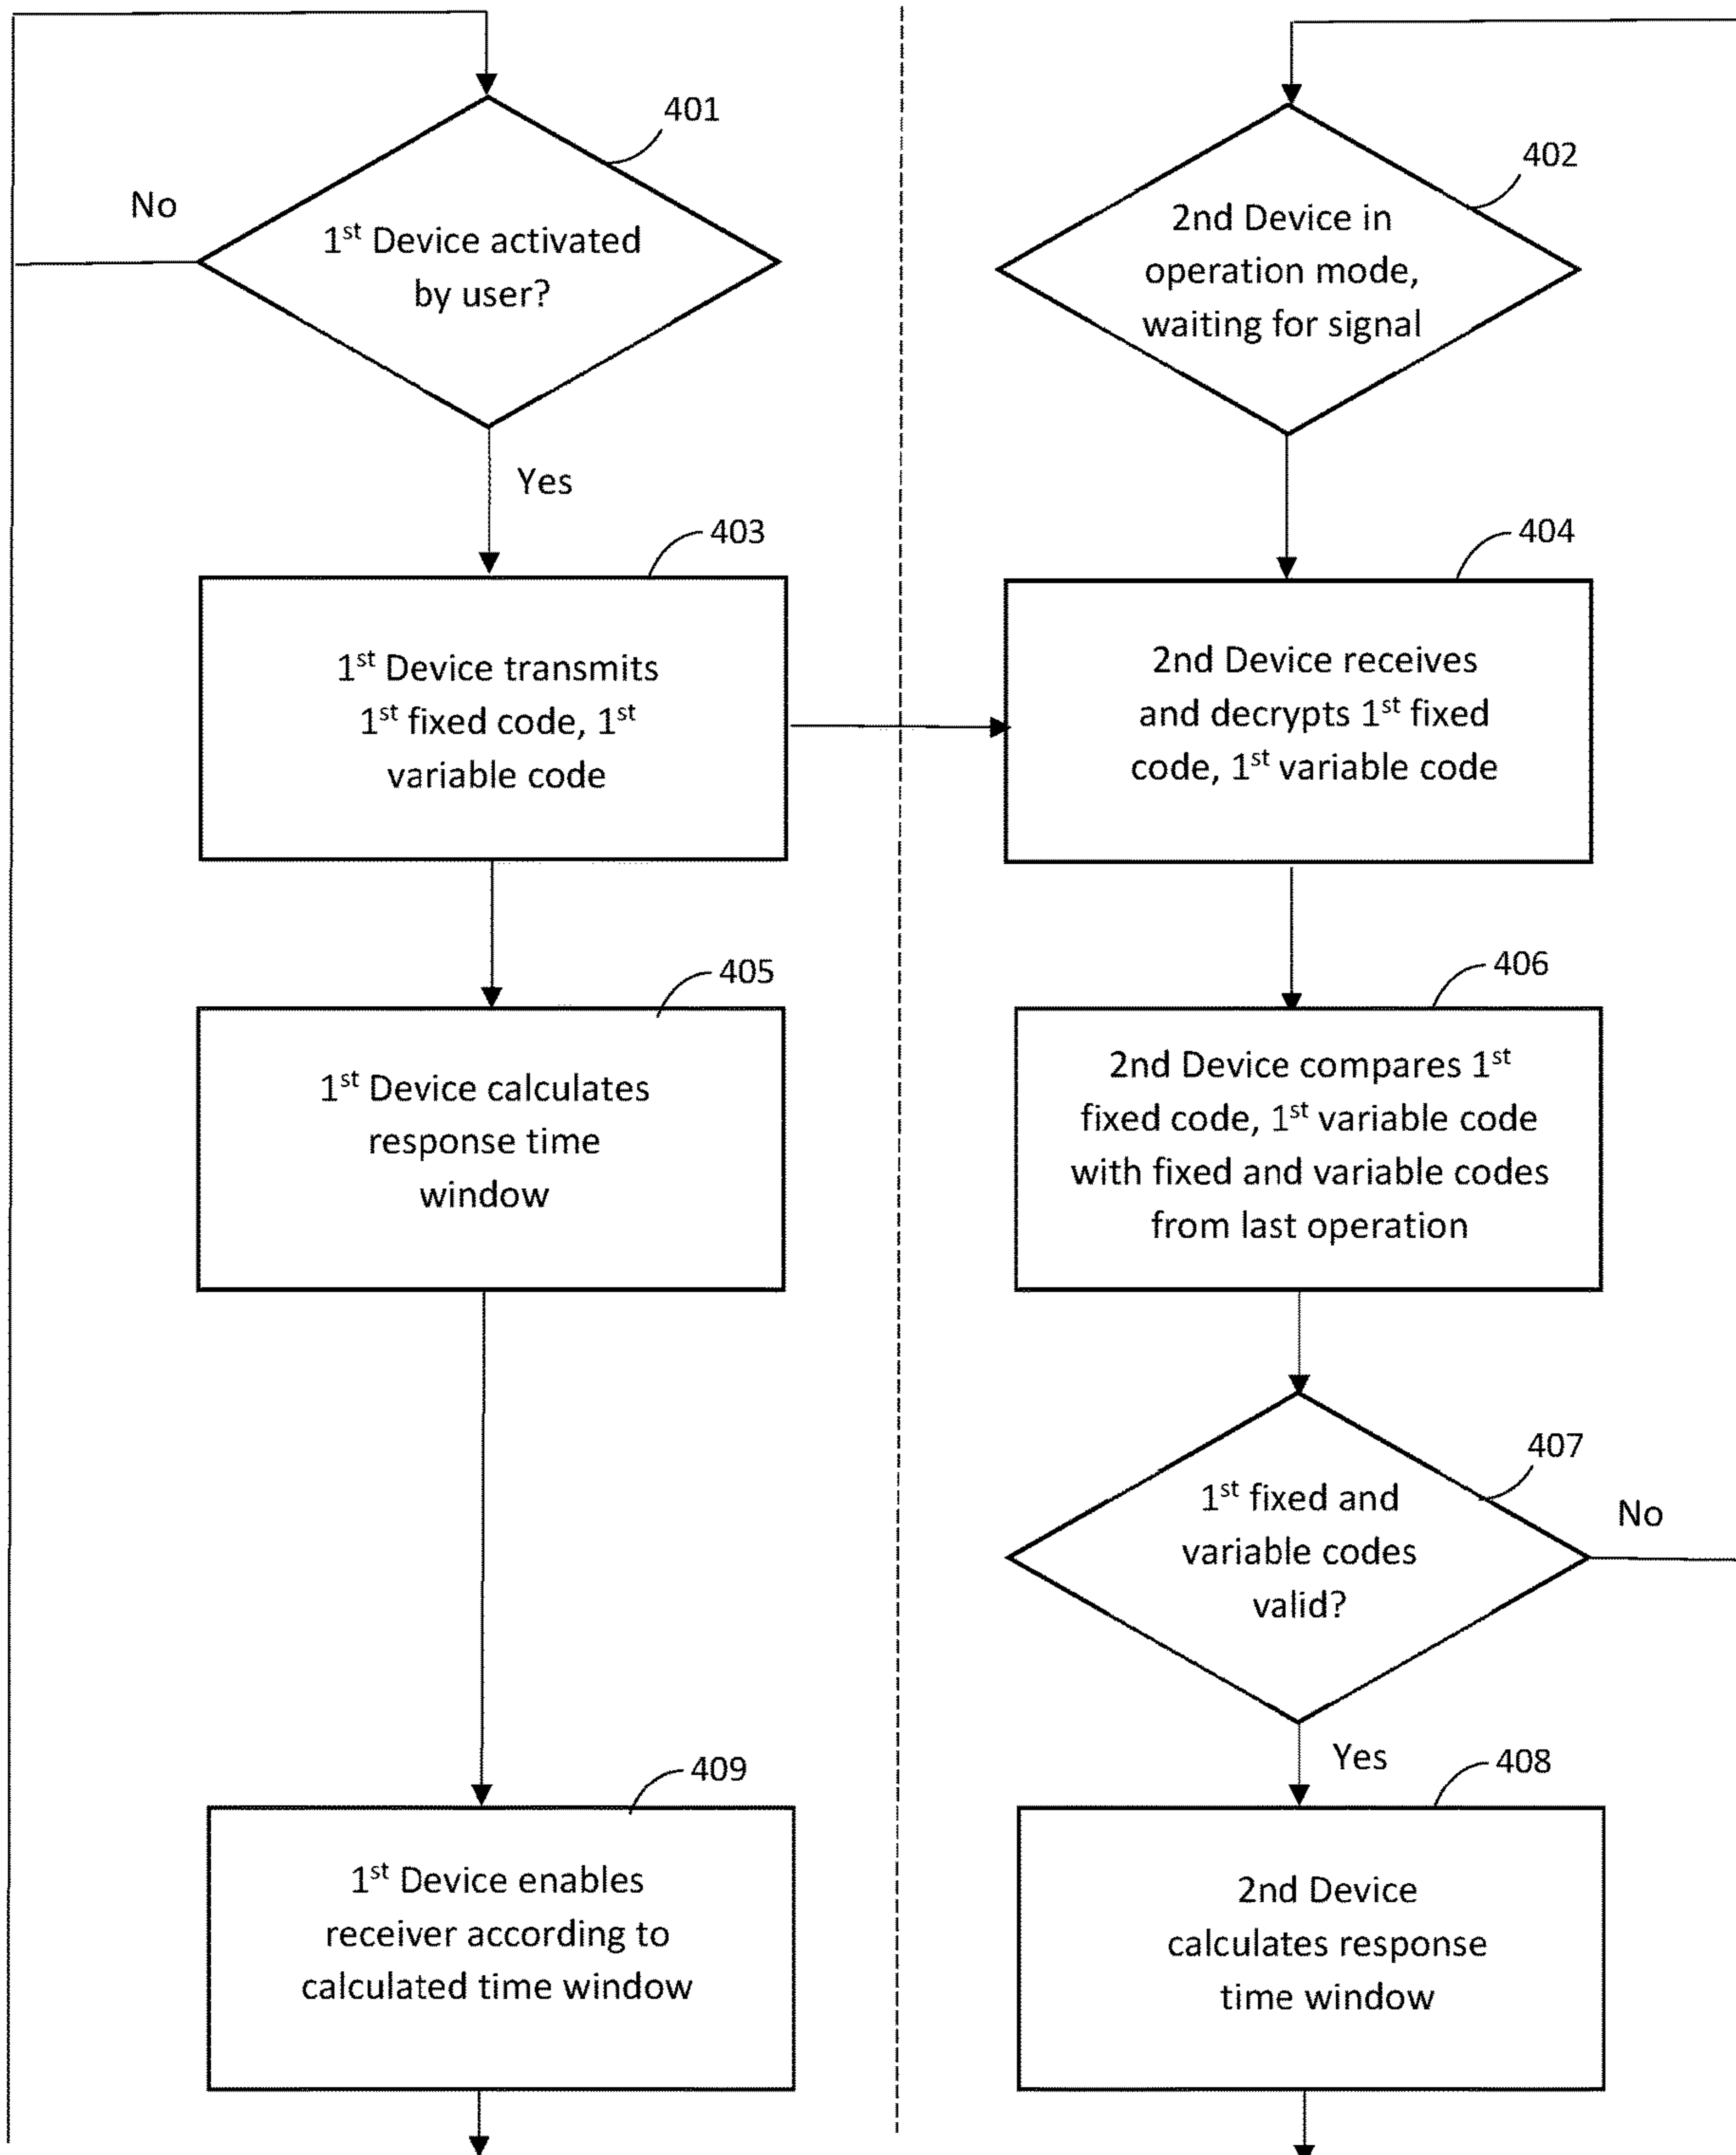 401
No
1st Device activated
by user?
Yes
403
1st Device transmits
1st fixed code, 1st
variable code
405
1st Device calculates
response time
window
409
1st Device enables
receiver according to
calculated time window
402
2nd Device in
operation mode,
waiting for signal
404
2nd Device receives
and decrypts 1st fixed
code, 1st variable code
406
2nd Device compares 1st
fixed code, 1st variable code
with fixed and variable codes
from last operation
407
1st fixed and
variable codes
valid?
No
Yes
408
2nd Device
calculates response
time window